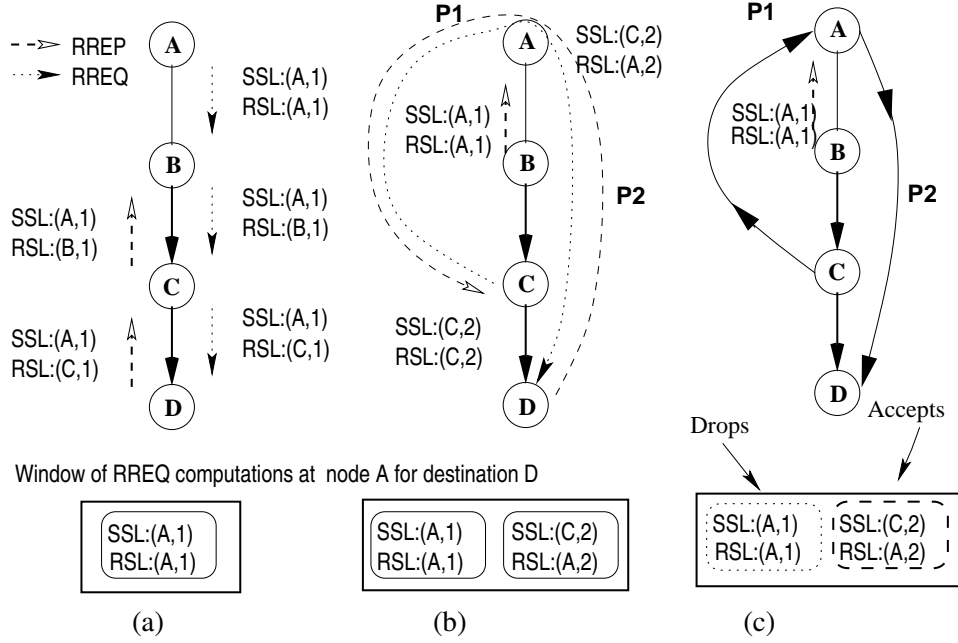 RREP
RREQ
A
SSL:(A,1)
RSL:(A,1)
B
SSL:(A,1)
RSL:(B,1)
SSL:(A,1)
RSL:(B,1)
C
SSL:(A,1)
RSL:(C,1)
SSL:(A,1)
RSL:(C,1)
D
P1
A
SSL:(C,2)
RSL:(A,2)
SSL:(A,1)
RSL:(A,1)
B
P2
C
SSL:(C,2)
RSL:(C,2)
D
P1
A
SSL:(A,1)
RSL:(A,1)
B
P2
C
D
Drops
Accepts
Window of RREQ computations at node A for destination D
SSL:(A,1)
RSL:(A,1)
SSL:(A,1)
RSL:(A,1)
SSL:(C,2)
RSL:(A,2)
SSL:(A,1)
RSL:(A,1)
SSL:(C,2)
RSL:(A,2)
(a)
(b)
(c)